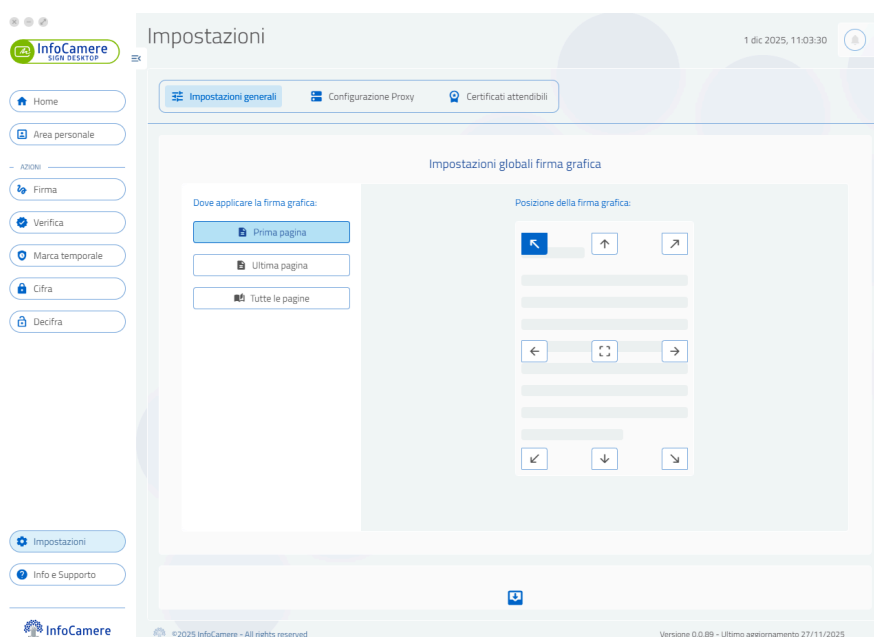 InfoCamere
SIGN DESKTOP
Home
Area personale
AZIONI
Firma
Verifica
Marca temporale
Cifra
Decifra
Impostazioni
Info e Supporto
InfoCamere
Impostazioni
1 dic 2025, 11:03:30
Impostazioni generali
Configurazione Proxy
Certificati attendibili
Impostazioni globali firma grafica
Dove applicare la firma grafica:
Prima pagina
Ultima pagina
Tutte le pagine
Posizione della firma grafica:
©2025 InfoCamere - All rights reserved
Versione 0.0.89 - Ultimo aggiornamento 27/11/2025